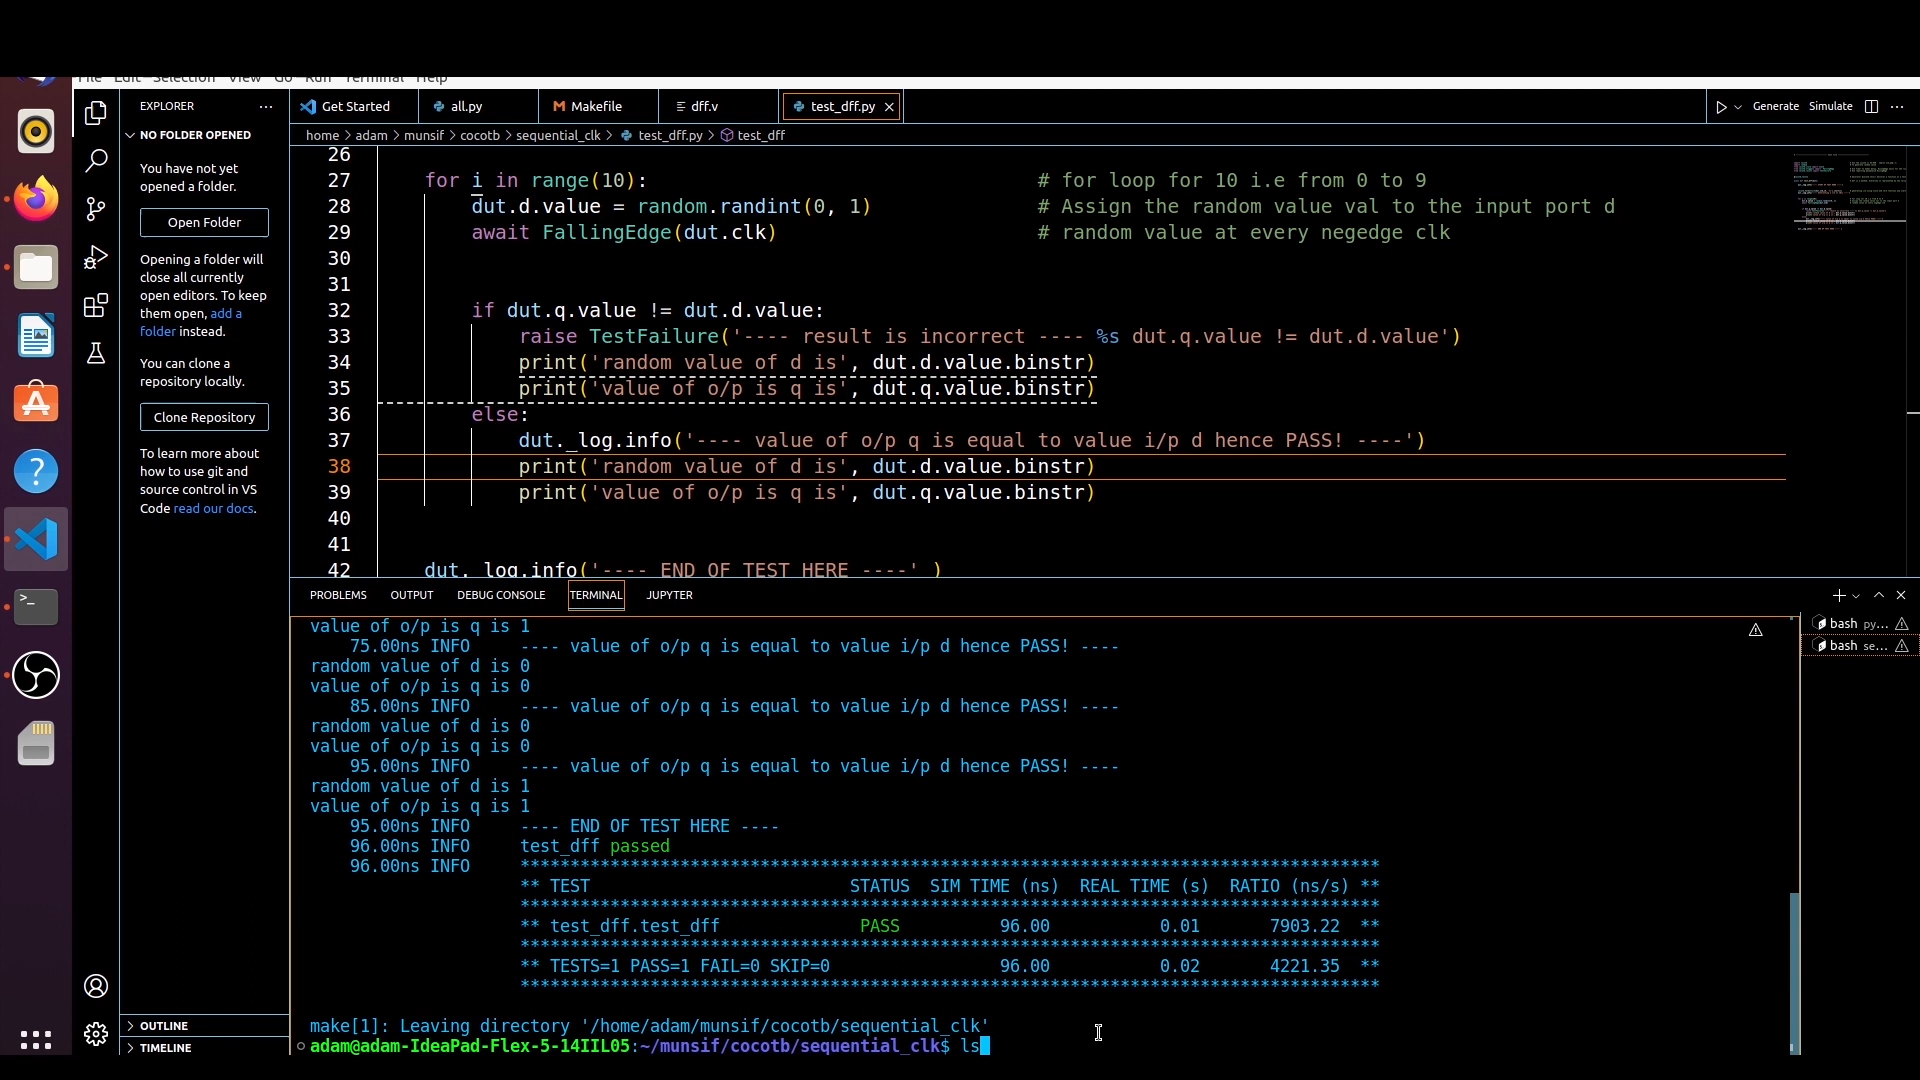 File Edit Selection View Go Run Terminal Help
EXPLORER
NO FOLDER OPENED
You have not yet
opened a folder.
Open Folder
Opening a folder will
close all currently
open editors. To keep
them open, add a
folder instead.
You can clone a
repository locally.
Clone Repository
To learn more about
how to use git and
source control in VS
Code read our docs.
OUTLINE
TIMELINE
Get Started all.py Makefile dff.v test_dff.py
Generate Simulate
home > adam > munsif > cocotb > sequential_clk > test_dff.py > test_dff
26
27 for i in range(10): # for loop for 10 i.e from 0 to 9
28 dut.d.value = random.randint(0, 1) # Assign the random value val to the input port d
29 await FallingEdge(dut.clk) # random value at every negedge clk
30
31
32 if dut.q.value != dut.d.value:
33 raise TestFailure('---- result is incorrect ---- %s dut.q.value != dut.d.value')
34 print('random value of d is', dut.d.value.binstr)
35 print('value of o/p is q is', dut.q.value.binstr)
36 else:
37 dut._log.info('---- value of o/p q is equal to value i/p d hence PASS! ----')
38 print('random value of d is', dut.d.value.binstr)
39 print('value of o/p is q is', dut.q.value.binstr)
40
41
42 dut._log.info('---- END OF TEST HERE ----' )
PROBLEMS OUTPUT DEBUG CONSOLE TERMINAL JUPYTER
bash py...
bash se...
value of o/p is q is 1
75.00ns INFO ---- value of o/p q is equal to value i/p d hence PASS! ----
random value of d is 0
value of o/p is q is 0
85.00ns INFO ---- value of o/p q is equal to value i/p d hence PASS! ----
random value of d is 0
value of o/p is q is 0
95.00ns INFO ---- value of o/p q is equal to value i/p d hence PASS! ----
random value of d is 1
value of o/p is q is 1
95.00ns INFO ---- END OF TEST HERE ----
96.00ns INFO test_dff passed
96.00ns INFO **************************************************************************************
** TEST STATUS SIM TIME (ns) REAL TIME (s) RATIO (ns/s) **
**************************************************************************************
** test_dff.test_dff PASS 96.00 0.01 7903.22 **
**************************************************************************************
** TESTS=1 PASS=1 FAIL=0 SKIP=0 96.00 0.02 4221.35 **
**************************************************************************************
make[1]: Leaving directory '/home/adam/munsif/cocotb/sequential_clk'
adam@adam-IdeaPad-Flex-5-14IIL05:~/munsif/cocotb/sequential_clk$ ls